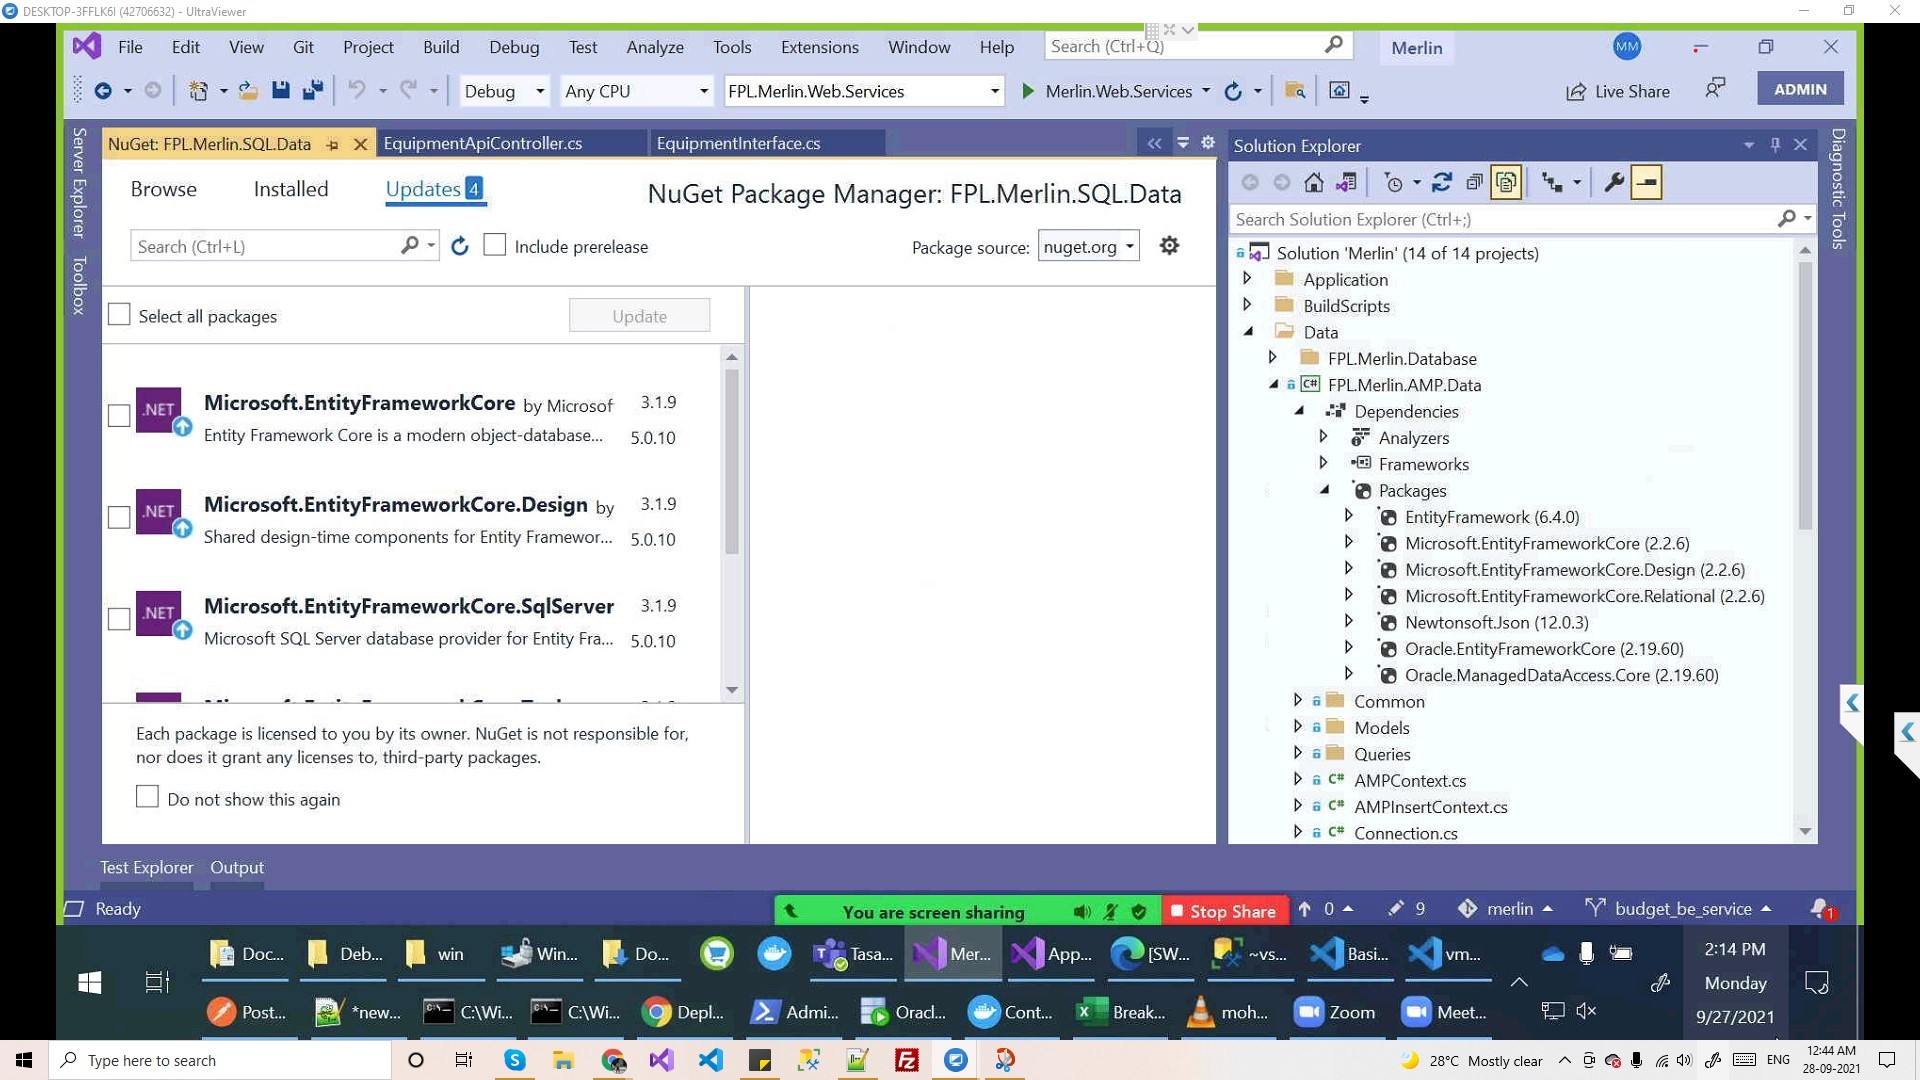 DESKTOP-3FFLK6I (42706632) - UltraViewer
File Edit View Git Project Build Debug Test Analyze Tools Extensions Window Help Search (Ctrl+Q) Merlin MM
Debug Any CPU FPL.Merlin.Web.Services Merlin.Web.Services Live Share ADMIN
Server Explorer
Toolbox
NuGet: FPL.Merlin.SQL.Data EquipmentApiController.cs EquipmentInterface.cs
Browse Installed Updates 4 NuGet Package Manager: FPL.Merlin.SQL.Data
Search (Ctrl+L) Include prerelease Package source: nuget.org
Select all packages Update
Microsoft.EntityFrameworkCore by Microsof 3.1.9
Entity Framework Core is a modern object-database... 5.0.10
.NET
Microsoft.EntityFrameworkCore.Design by 3.1.9
Shared design-time components for Entity Framewor... 5.0.10
.NET
Microsoft.EntityFrameworkCore.SqlServer 3.1.9
Microsoft SQL Server database provider for Entity Fra... 5.0.10
.NET
Each package is licensed to you by its owner. NuGet is not responsible for,
nor does it grant any licenses to, third-party packages.
Do not show this again
Solution Explorer
Search Solution Explorer (Ctrl+;)
Solution 'Merlin' (14 of 14 projects)
Application
BuildScripts
Data
FPL.Merlin.Database
C# FPL.Merlin.AMP.Data
Dependencies
Analyzers
Frameworks
Packages
EntityFramework (6.4.0)
Microsoft.EntityFrameworkCore (2.2.6)
Microsoft.EntityFrameworkCore.Design (2.2.6)
Microsoft.EntityFrameworkCore.Relational (2.2.6)
Newtonsoft.Json (12.0.3)
Oracle.EntityFrameworkCore (2.19.60)
Oracle.ManagedDataAccess.Core (2.19.60)
Common
Models
Queries
C# AMPContext.cs
C# AMPInsertContext.cs
C# Connection.cs
Diagnostic Tools
Test Explorer Output
Ready You are screen sharing Stop Share 0 9 merlin budget_be_service 1
Doc... Deb... win Win... Do... Tasa... Mer... App... [SW... ~vs... Basi... vm... 2:14 PM
Monday
Post... *new... C:\Wi... C:\Wi... Depl... Admi... Oracl... Cont... Break... moh... Zoom Meet... 9/27/2021
Type here to search 28°C Mostly clear ENG 12:44 AM
28-09-2021